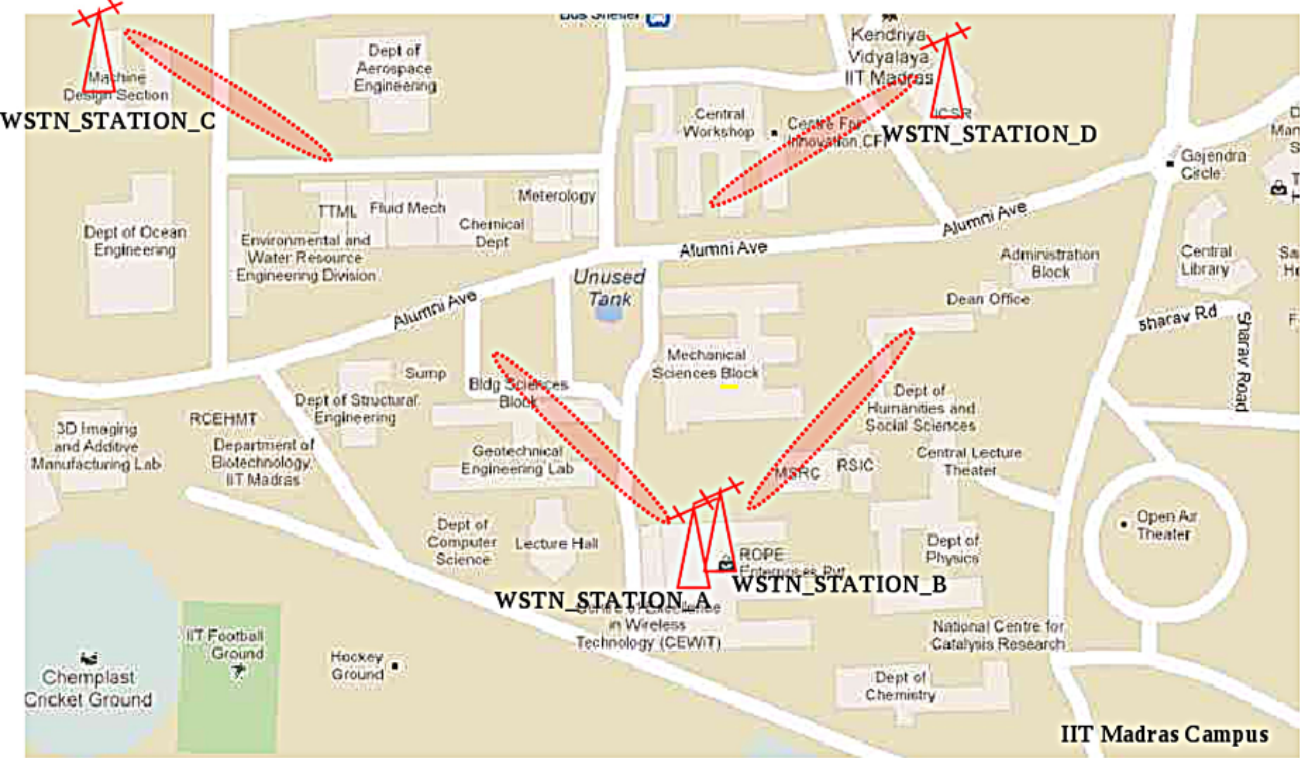 Bus Shelter
Kendriya
Vidyalaya
IIT Madras
Dept of
Aerospace
Engineering
Machine
Design Section
WSTN_STATION_C
Central
Workshop
Centre For
Innovation,CFI
ICSR
WSTN_STATION_D
Gajendra
Circle
TTML
Fluid Mech
Meterology
Chemical
Dept
Dept of Ocean
Engineering
Environmental and
Water Resource
Engineering Division
Alumni Ave
Alumni Ave
Alumni Ave
Unused
Tank
Administration
Block
Dean Office
Central
Library
sharav Rd
Sharav Road
Mechanical
Sciences Block
Sump
Bldg Sciences
Block
Dept of Structural
Engineering
Dept of
Humanities and
Social Sciences
RCEHMT
3D Imaging
and Additive
Manufacturing Lab
Department of
Biotechnology,
IIT Madras
Geotechnical
Engineering Lab
MSRC
RSIC
Central Lecture
Theater
Dept of
Computer
Science
Lecture Hall
Open Air
Theater
Dept of
Physics
ROPE
Enterprises Pvt
WSTN_STATION_A
WSTN_STATION_B
Centre of Excellence
in Wireless
Technology (CEWiT)
National Centre for
Catalysis Research
IIT Football
Ground
Hockey
Ground
Chemplast
Cricket Ground
Dept of
Chemistry
IIT Madras Campus